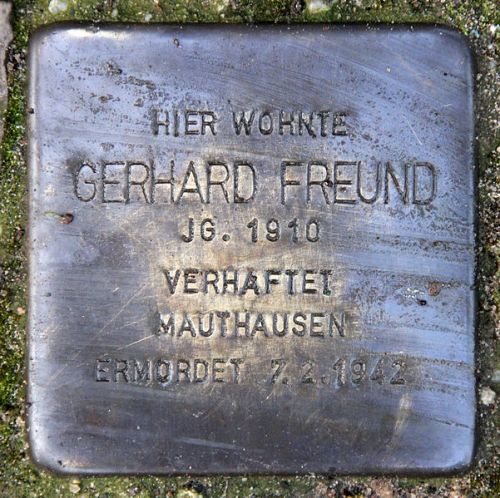 HIER WOHNTE
GERHARD FREUND
JG. 1910
VERHAFTET
MAUTHAUSEN
ERMORDET 7.2.1942